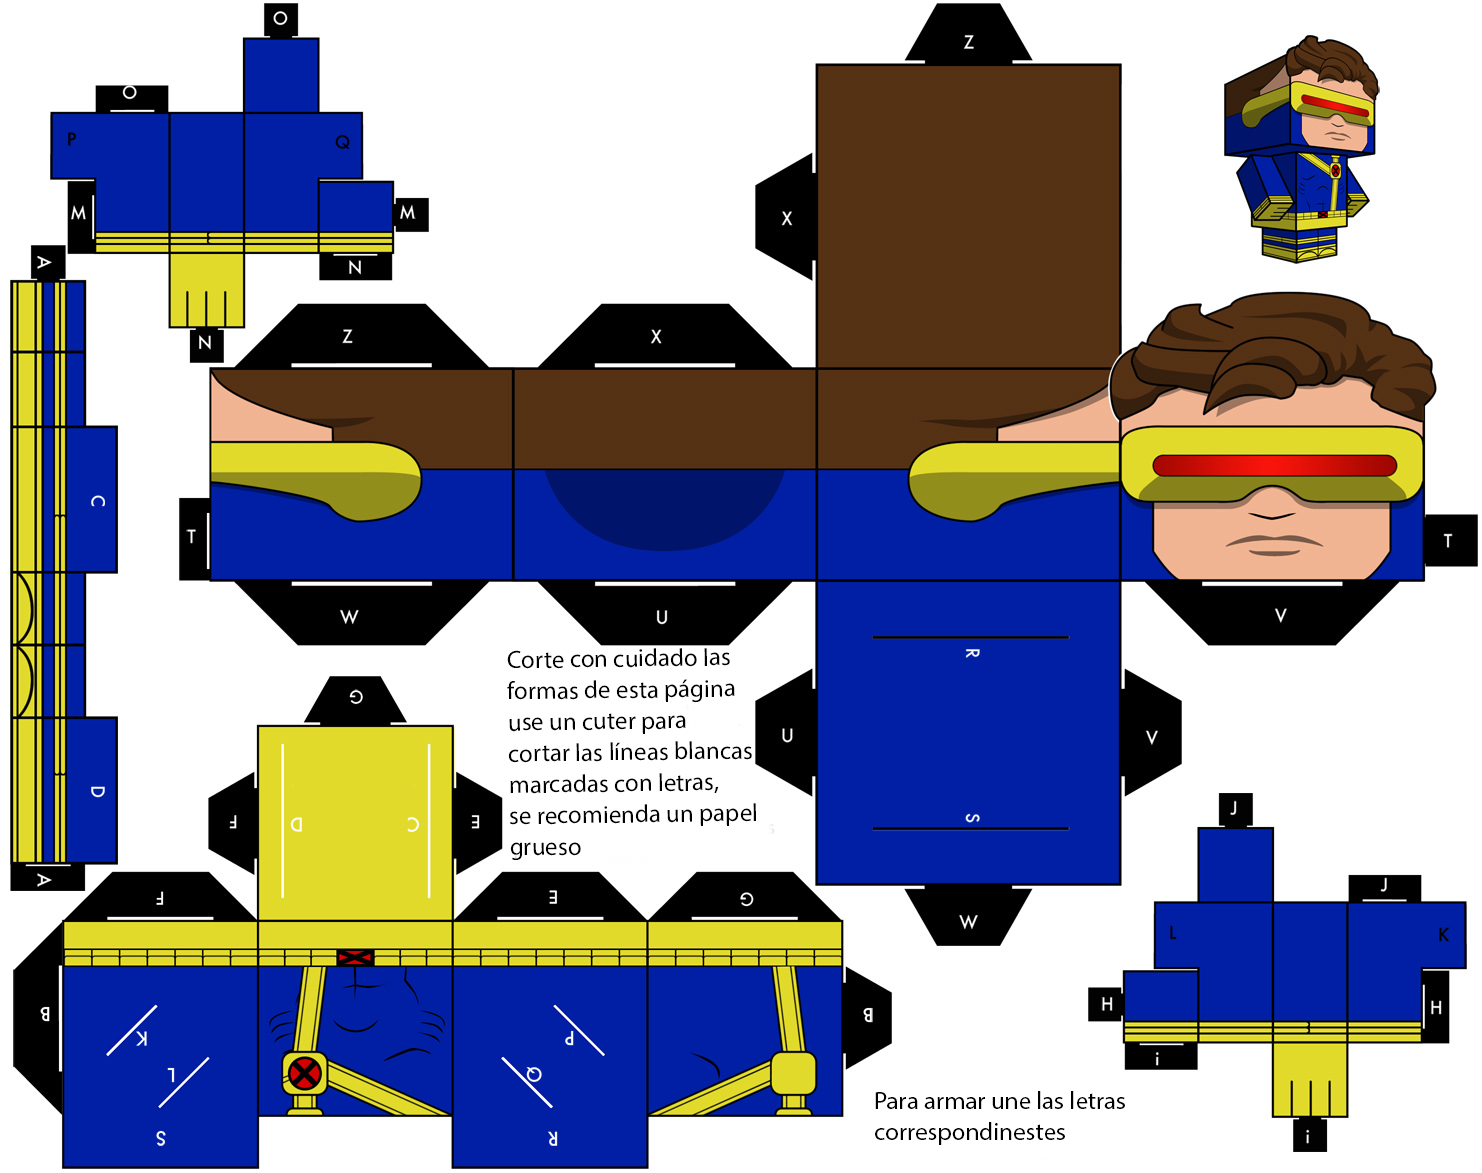 O
Z
O
P
Q
M
M
X
N
A
N
Z
X
C
T
T
W
U
V
R
Corte con cuidado las
formas de esta página
use un cuter para
cortar las líneas blancas
marcadas con letras,
se recomienda un papel
grueso
G
U
V
D
F
D
C
E
S
J
A
F
E
G
J
W
L
K
B
B
H
H
K
P
L
Q
i
Para armar une las letras
correspondinestes
S
R
i